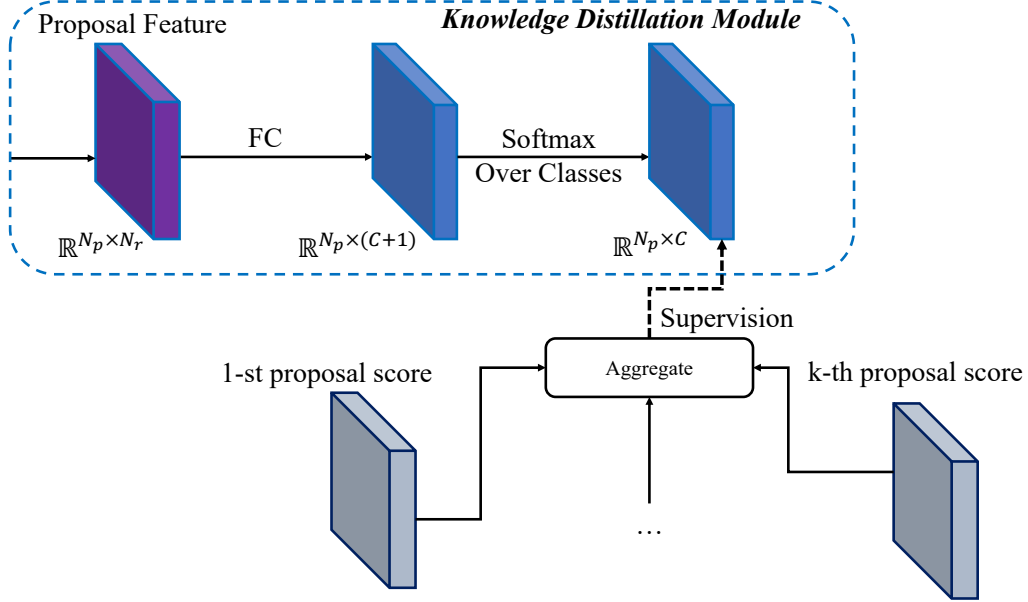 Knowledge Distillation Module
Proposal Feature
FC
Softmax
Over Classes
ℝ^{N_p×N_r}
ℝ^{N_p×(C+1)}
ℝ^{N_p×C}
Supervision
Aggregate
1-st proposal score
k-th proposal score
…